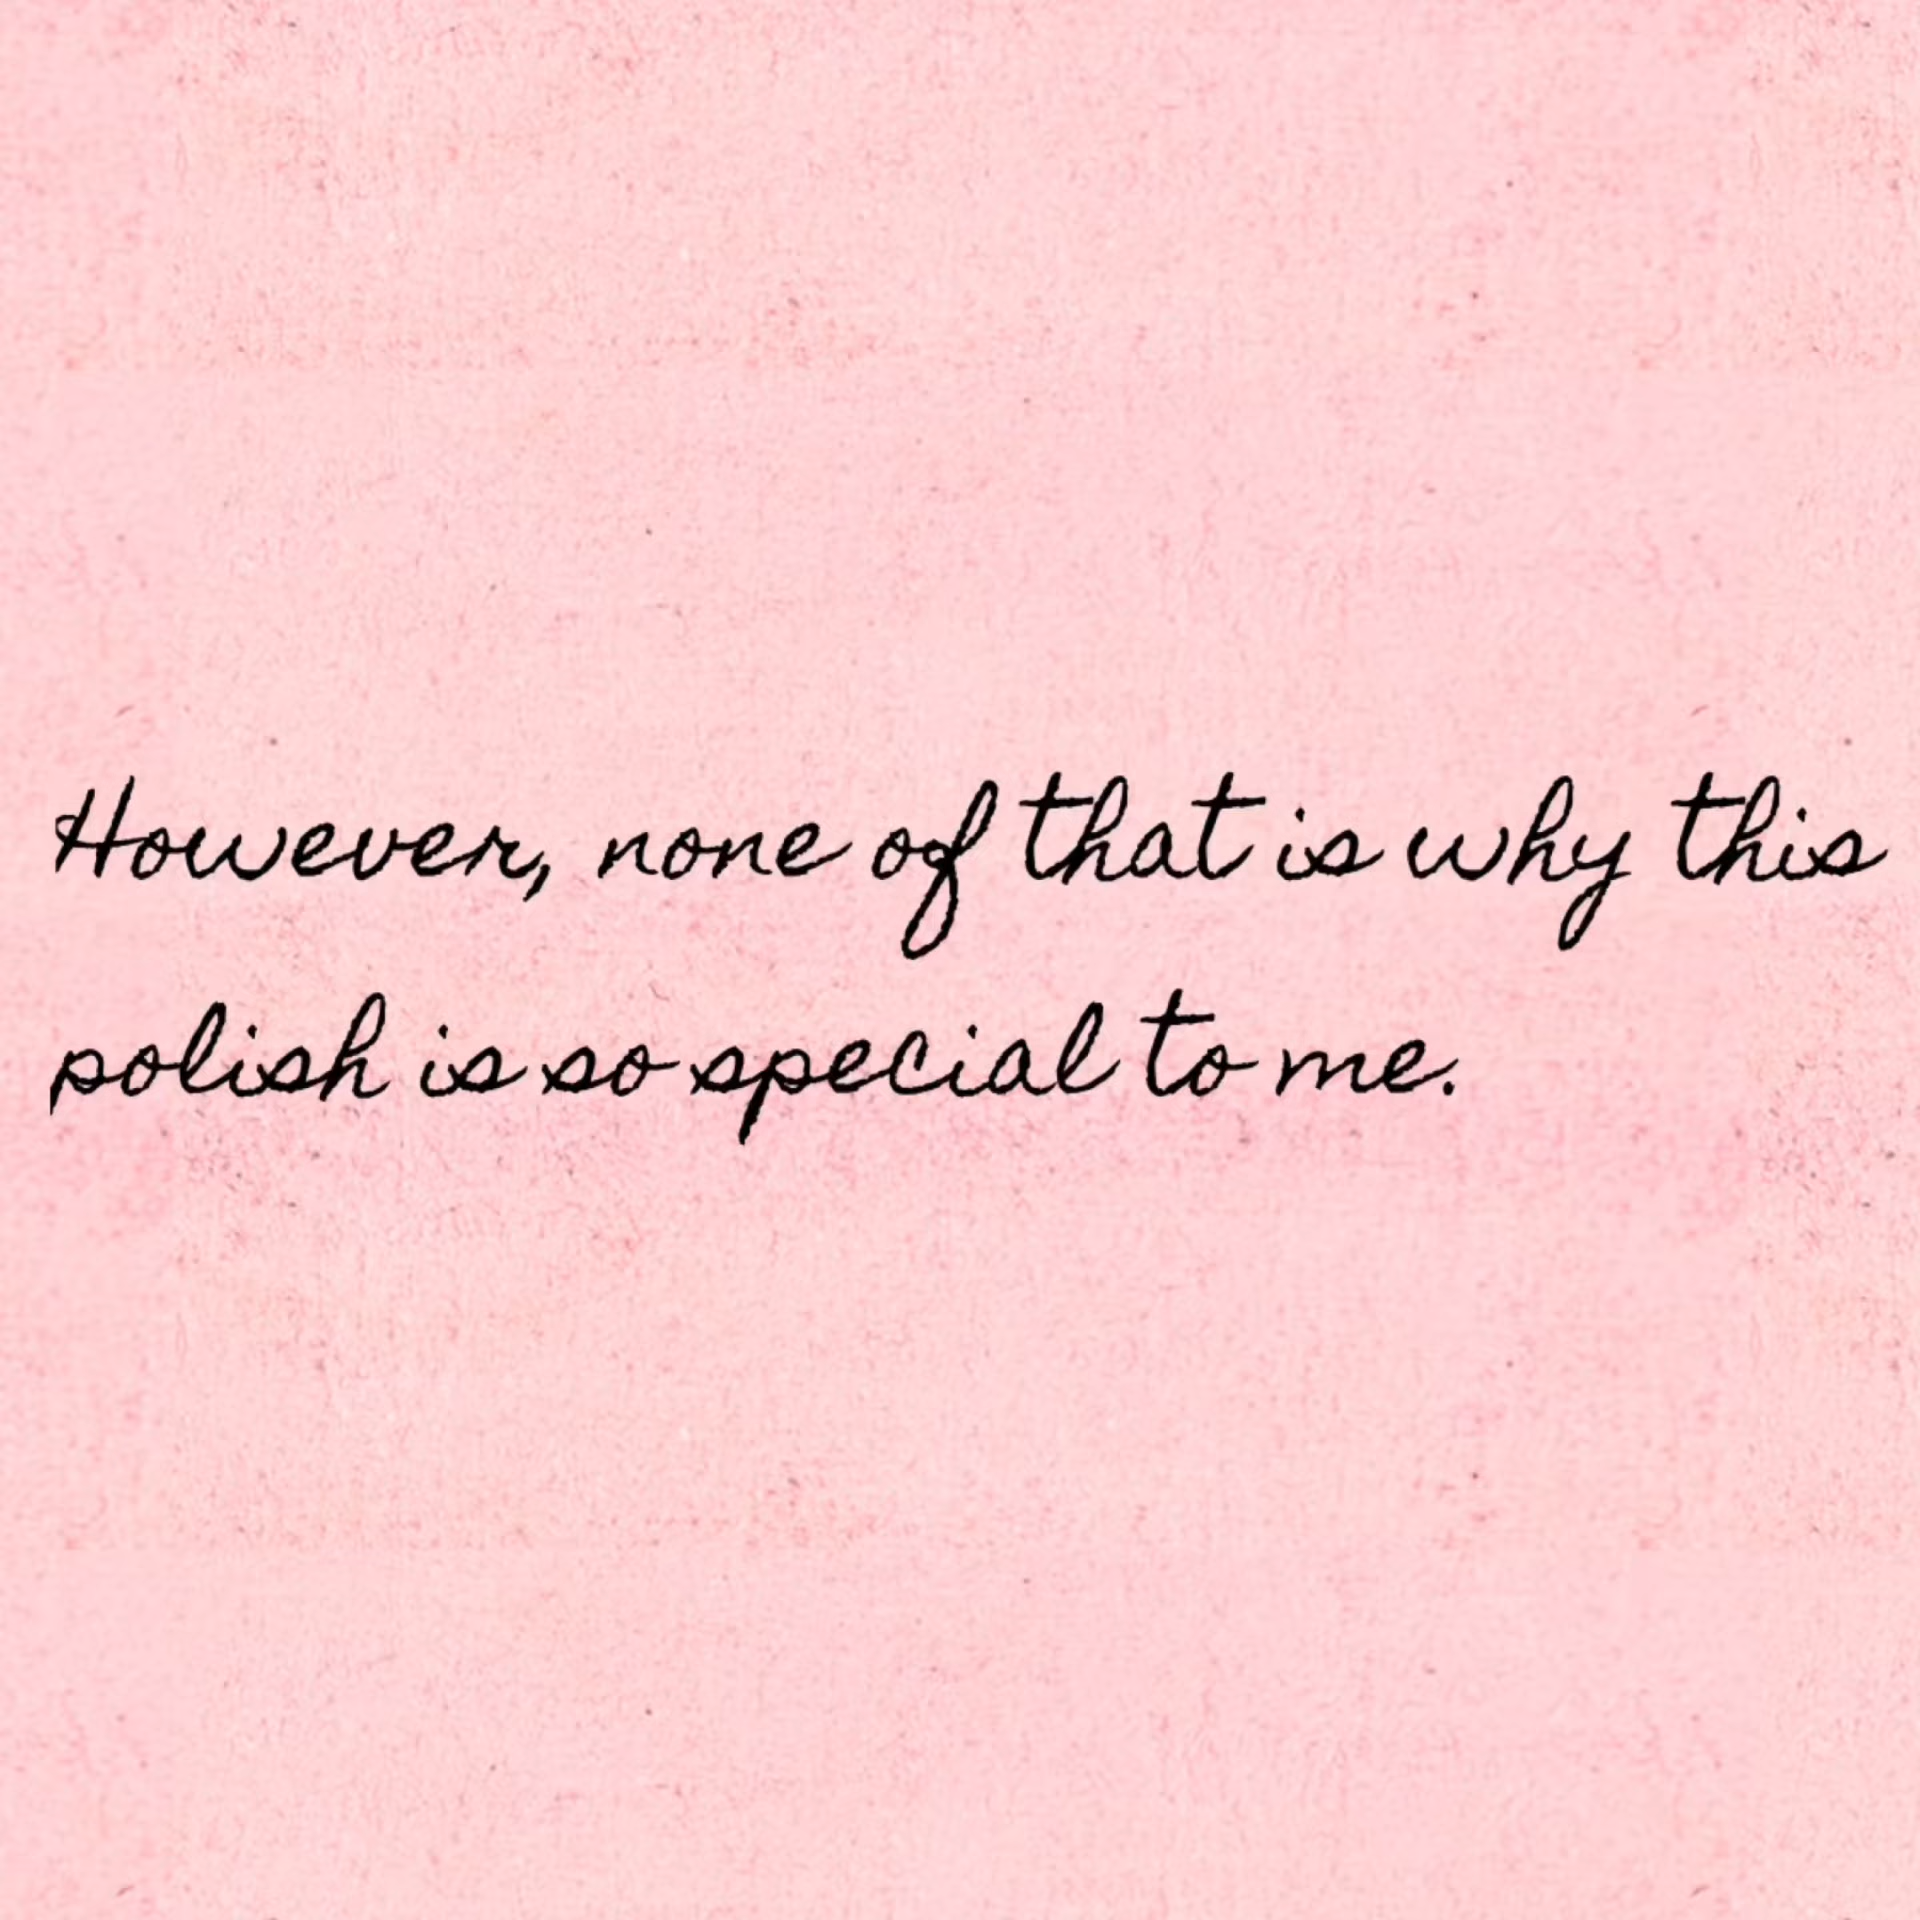 However, none of that is why this
polish is so special to me.